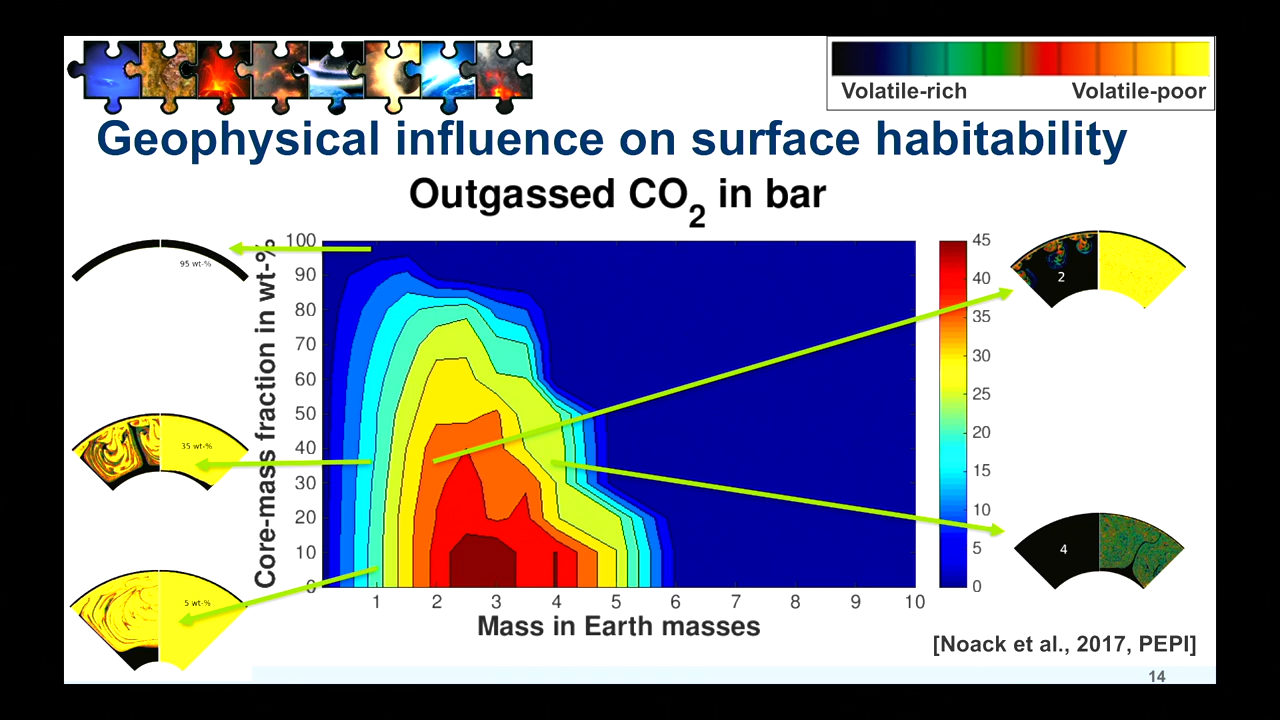 Volatile-rich Volatile-poor
Geophysical influence on surface habitability
Outgassed CO2 in bar
Core-mass fraction in wt-%
100
90
80
70
60
50
40
30
20
10
0
1 2 3 4 5 6 7 8 9 10
Mass in Earth masses
45
40
35
30
25
20
15
10
5
0
95 wt-%
35 wt-%
5 wt-%
2
4
[Noack et al., 2017, PEPI]
14